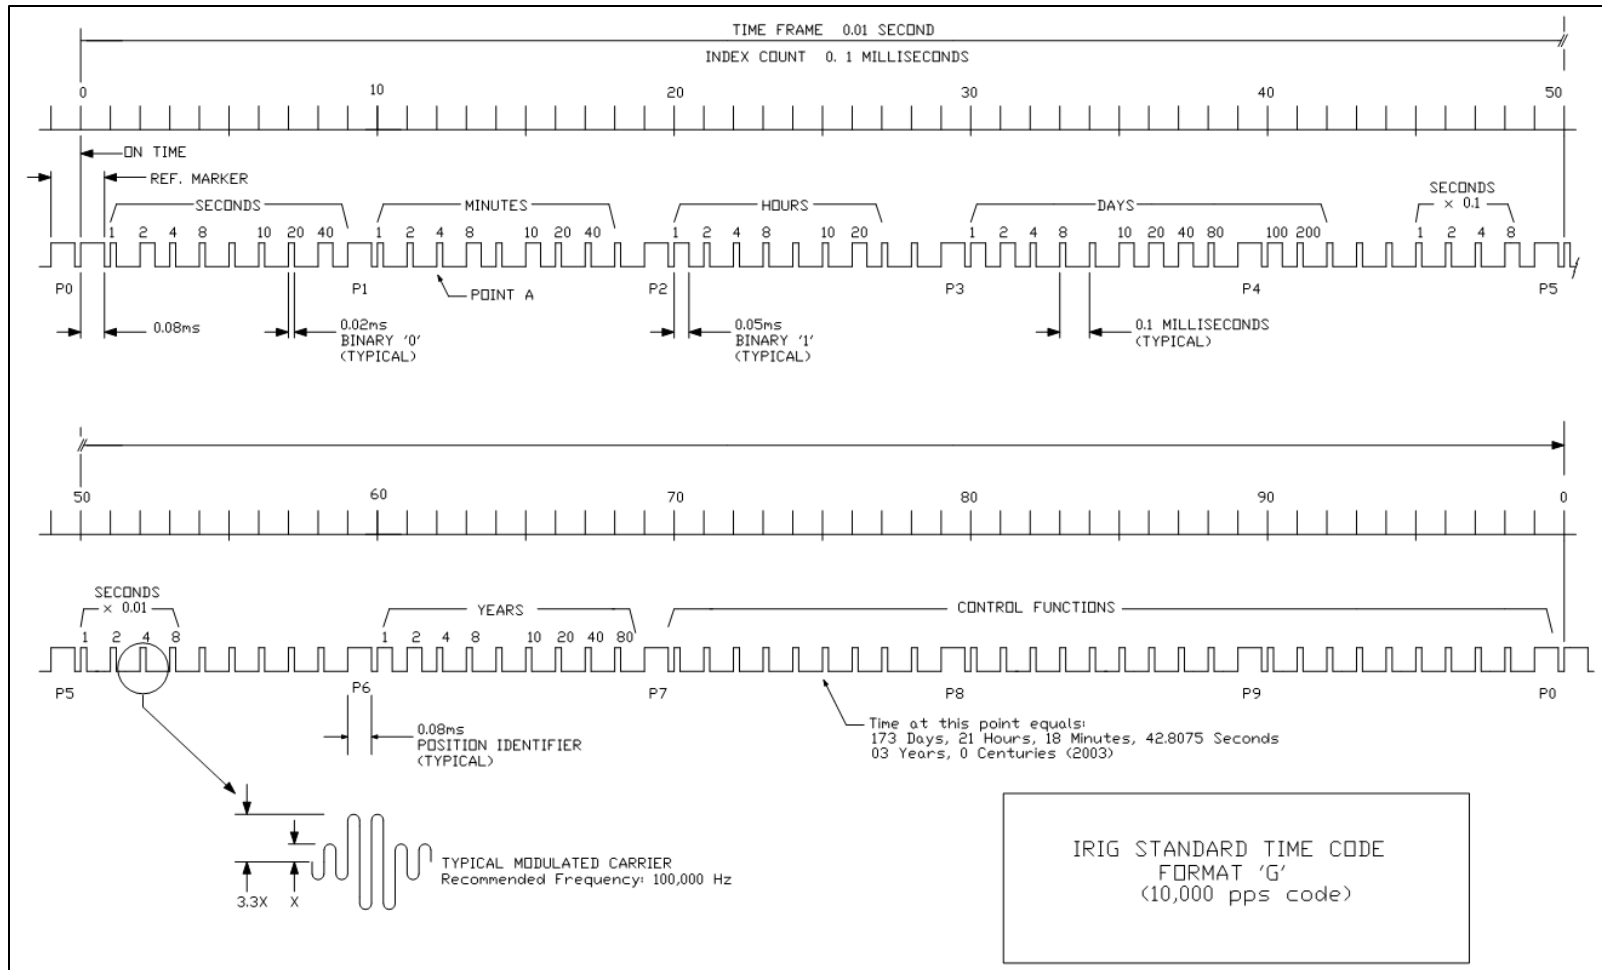 TIME FRAME 0.01 SECOND
INDEX COUNT 0. 1 MILLISECONDS
0 10 20 30 40 50
ON TIME
REF. MARKER
SECONDS MINUTES HOURS DAYS SECONDS
× 0.1
1 2 4 8 10 20 40 1 2 4 8 10 20 40 1 2 4 8 10 20 1 2 4 8 10 20 40 80 100 200 1 2 4 8
P0 P1 P2 P3 P4 P5
POINT A
0.08ms
0.02ms
BINARY '0'
(TYPICAL)
0.05ms
BINARY '1'
(TYPICAL)
0.1 MILLISECONDS
(TYPICAL)
50 60 70 80 90 0
SECONDS
× 0.01
YEARS CONTROL FUNCTIONS
1 2 4 8 1 2 4 8 10 20 40 80
P5 P6 P7 P8 P9 P0
0.08ms
POSITION IDENTIFIER
(TYPICAL)
Time at this point equals:
173 Days, 21 Hours, 18 Minutes, 42.8075 Seconds
03 Years, 0 Centuries (2003)
TYPICAL MODULATED CARRIER
Recommended Frequency: 100,000 Hz
3.3X X
IRIG STANDARD TIME CODE
FORMAT 'G'
(10,000 pps code)